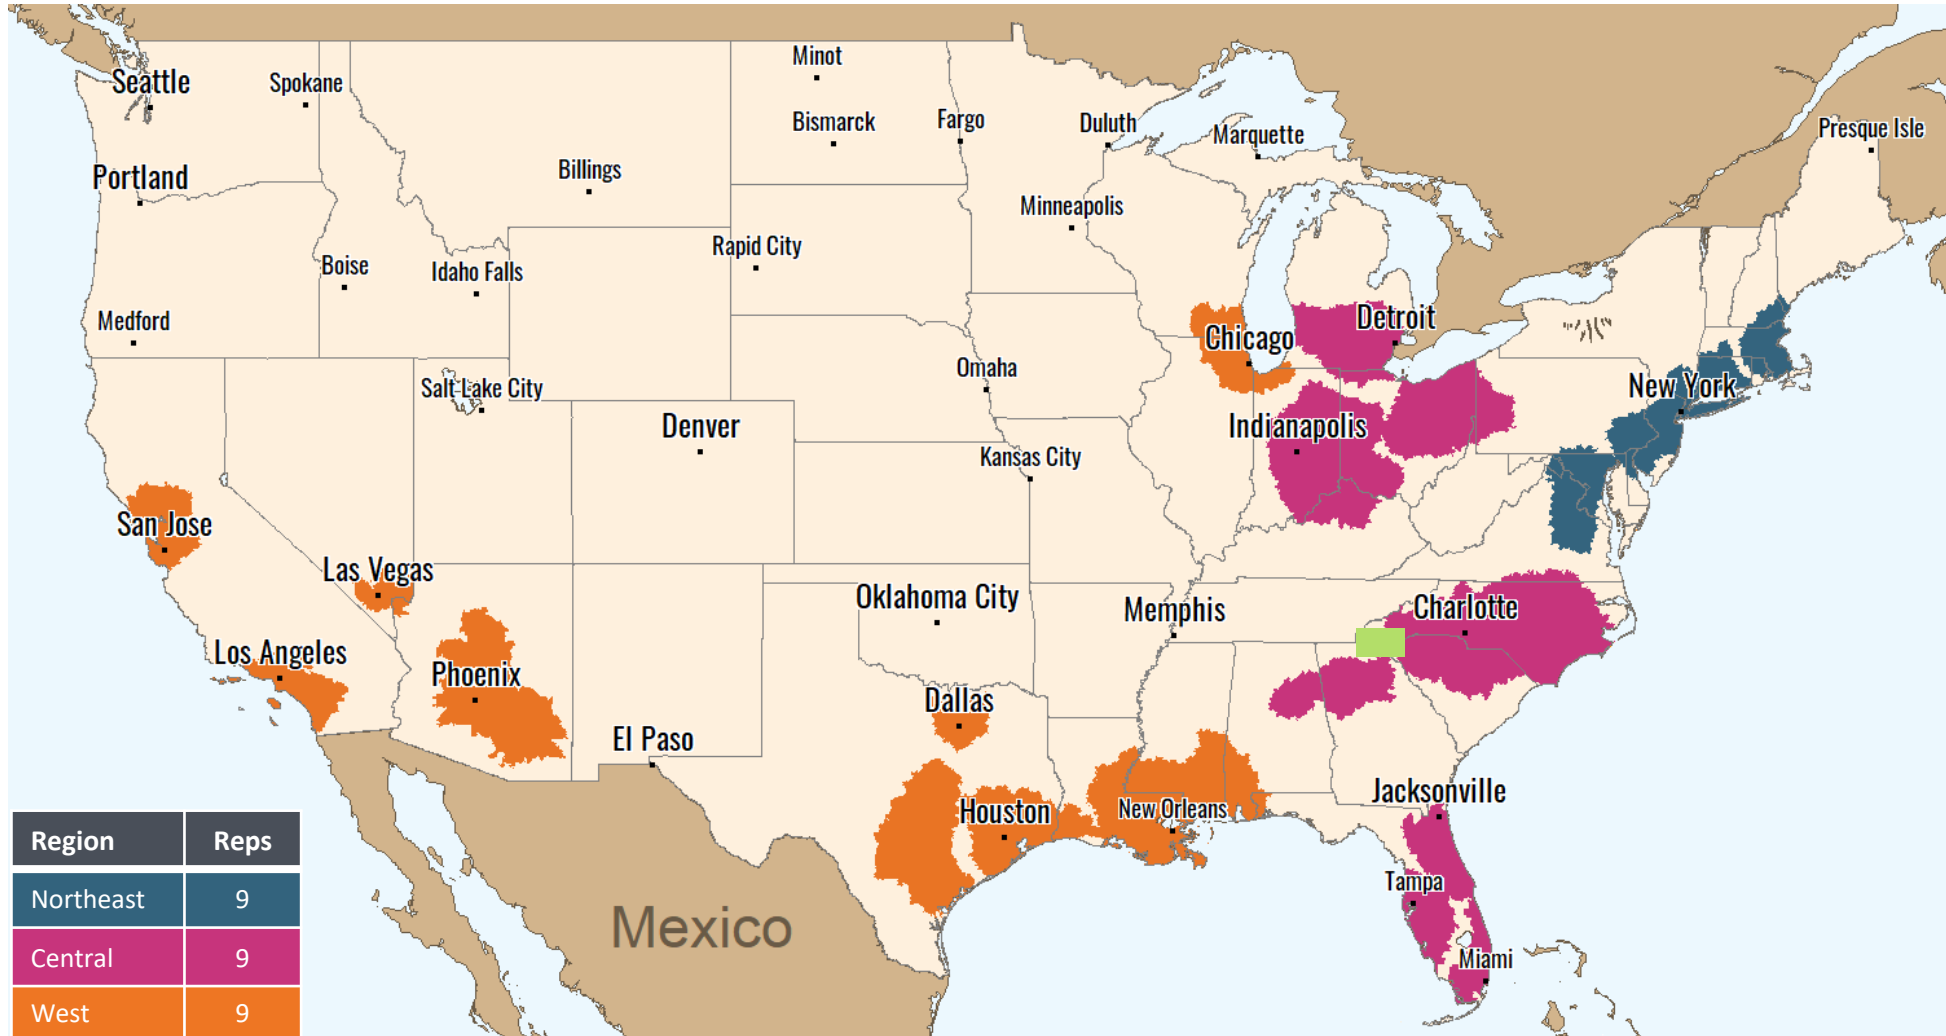 Minot
Seattle
Spokane
Bismarck
Fargo
Duluth
Marquette
Presque Isle
Portland
Billings
Minneapolis
Rapid City
Boise
Idaho Falls
Medford
Detroit
Chicago
Omaha
Salt Lake City
New York
Denver
Indianapolis
Kansas City
San Jose
Las Vegas
Oklahoma City
Memphis
Charlotte
Los Angeles
Phoenix
Dallas
El Paso
Jacksonville
Houston
New Orleans
Tampa
Mexico
Miami
Region Reps
Northeast 9
Central 9
West 9